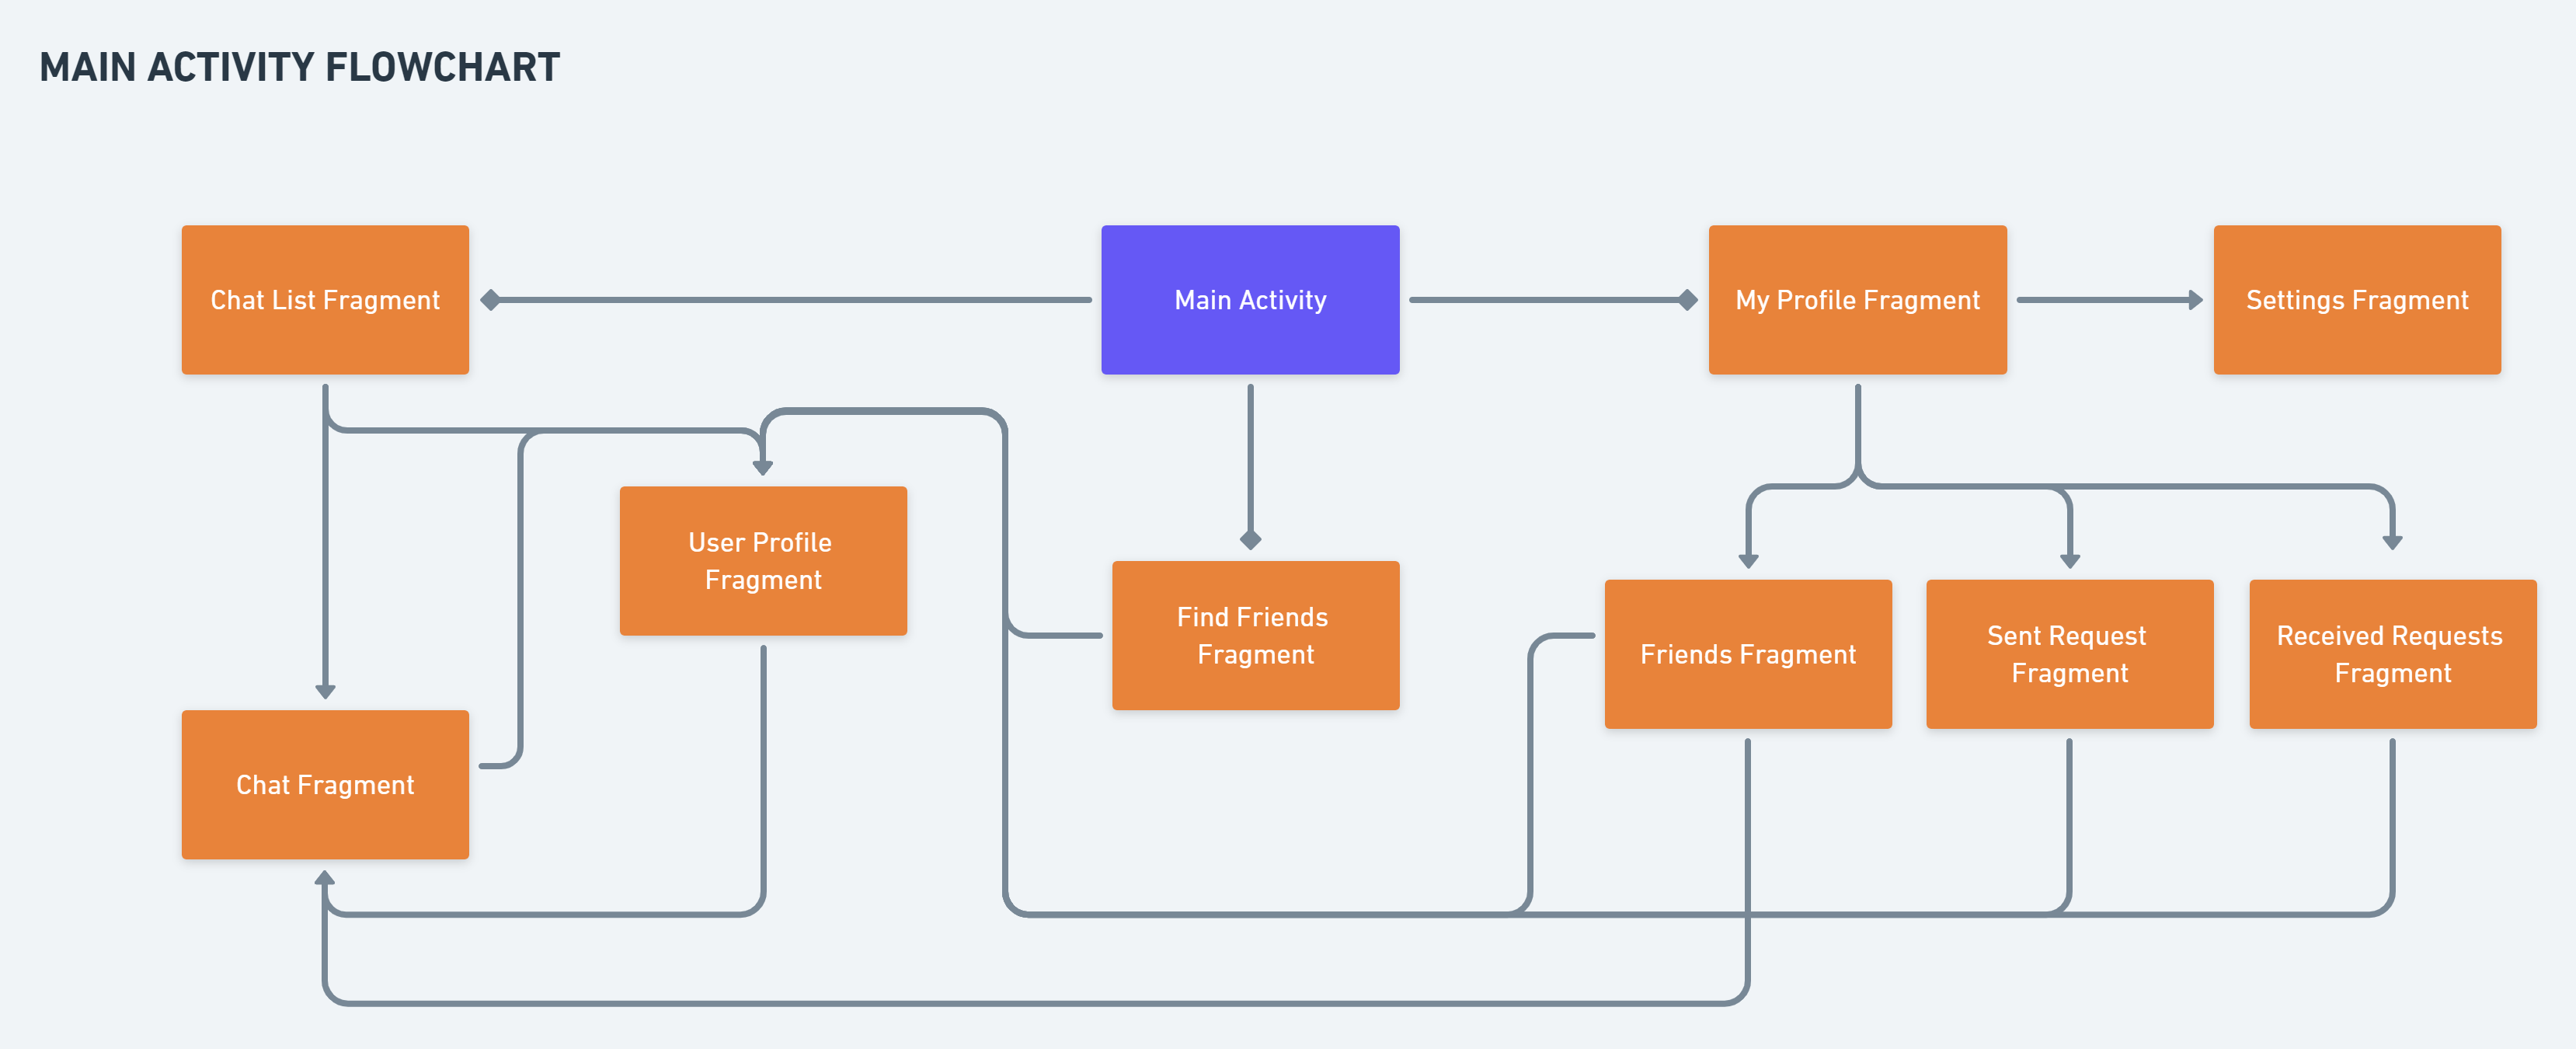 MAIN ACTIVITY FLOWCHART
Chat List Fragment
Main Activity
My Profile Fragment
Settings Fragment
User Profile
Fragment
Find Friends
Fragment
Friends Fragment
Sent Request
Fragment
Received Requests
Fragment
Chat Fragment